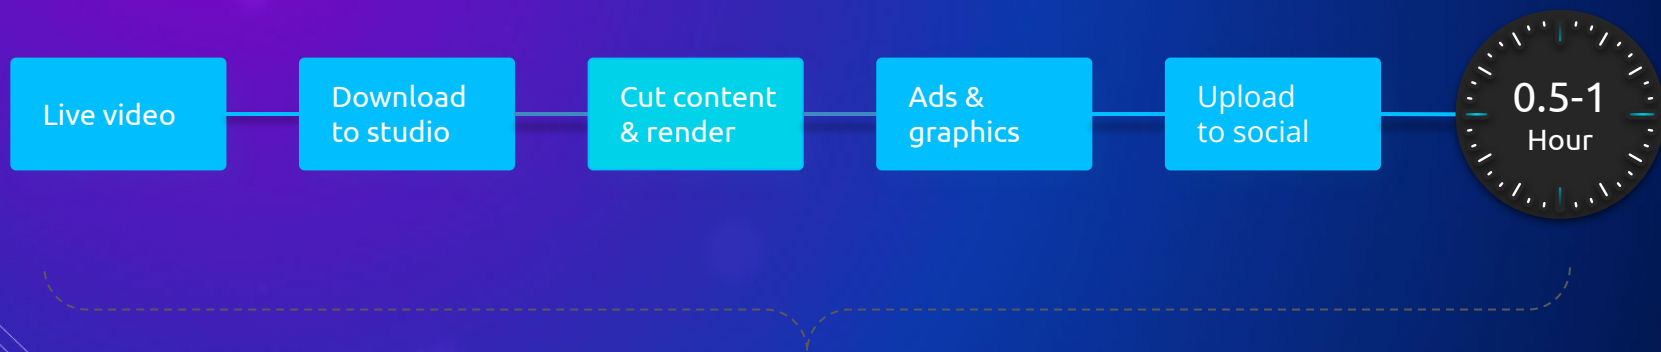 Live video
Download
to studio
Cut content
& render
Ads &
graphics
Upload
to social
0.5-1
Hour